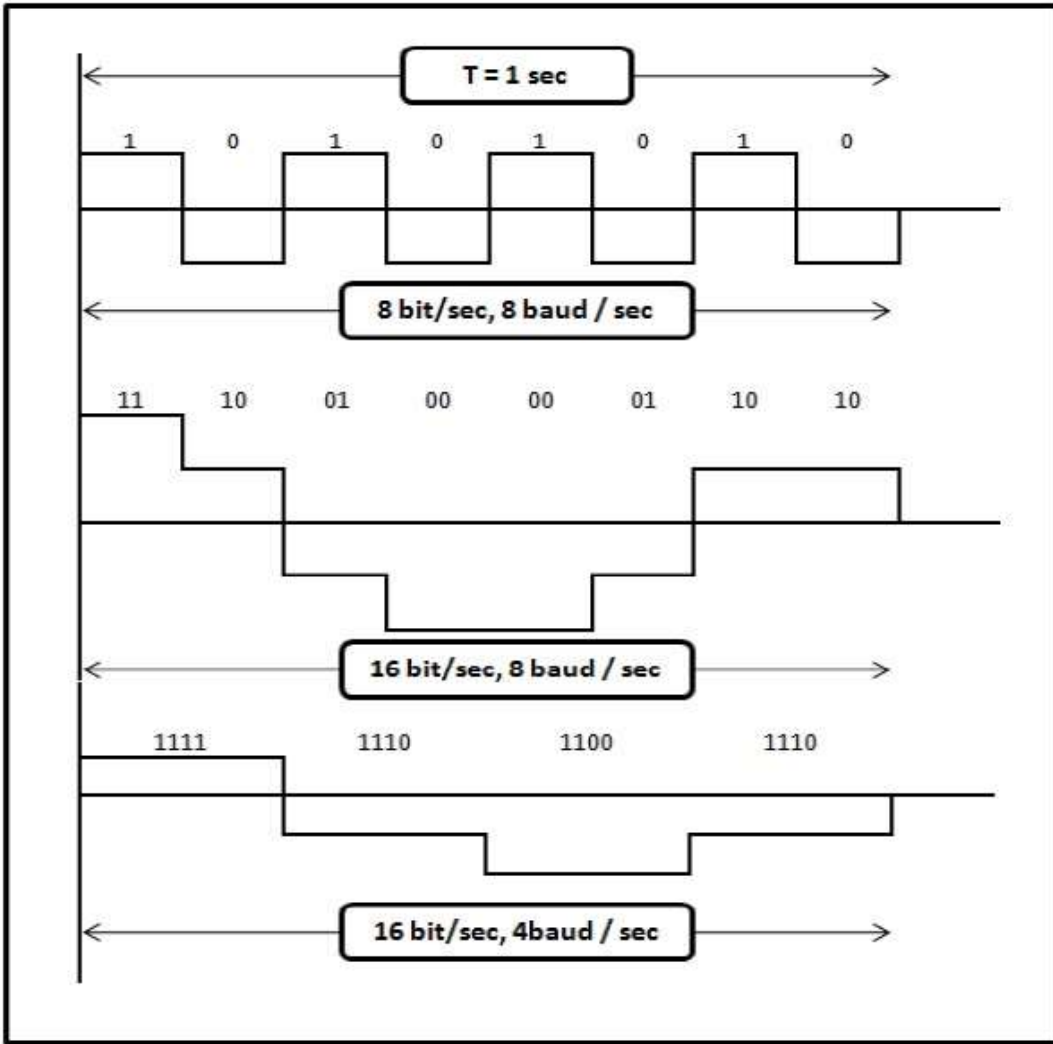 T = 1 sec
1 0 1 0 1 0 1 0
8 bit/sec, 8 baud / sec
11 10 01 00 00 01 10 10
16 bit/sec, 8 baud / sec
1111 1110 1100 1110
16 bit/sec, 4baud / sec